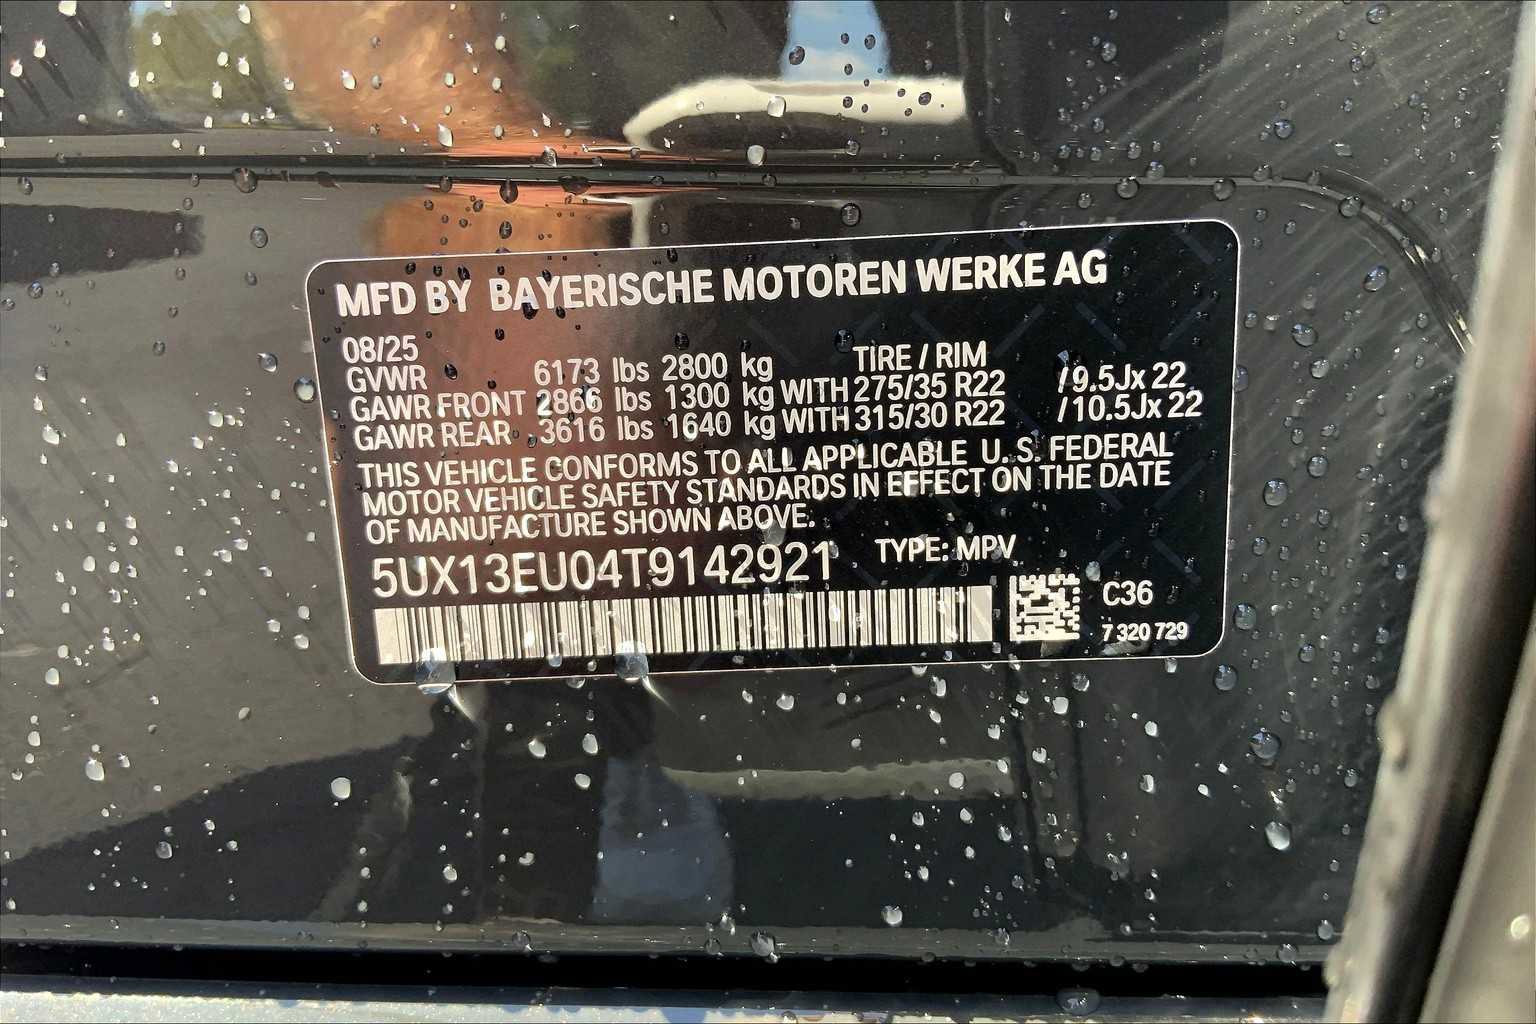 MFD BY BAYERISCHE MOTOREN WERKE AG
08/25
GVWR 6173 lbs 2800 kg TIRE / RIM
GAWR FRONT 2866 lbs 1300 kg WITH 275/35 R22 / 9.5Jx 22
GAWR REAR 3616 lbs 1640 kg WITH 315/30 R22 / 10.5Jx 22
THIS VEHICLE CONFORMS TO ALL APPLICABLE U. S. FEDERAL
MOTOR VEHICLE SAFETY STANDARDS IN EFFECT ON THE DATE
OF MANUFACTURE SHOWN ABOVE.
5UX13EU04T9142921 TYPE: MPV
C36
7 320 729